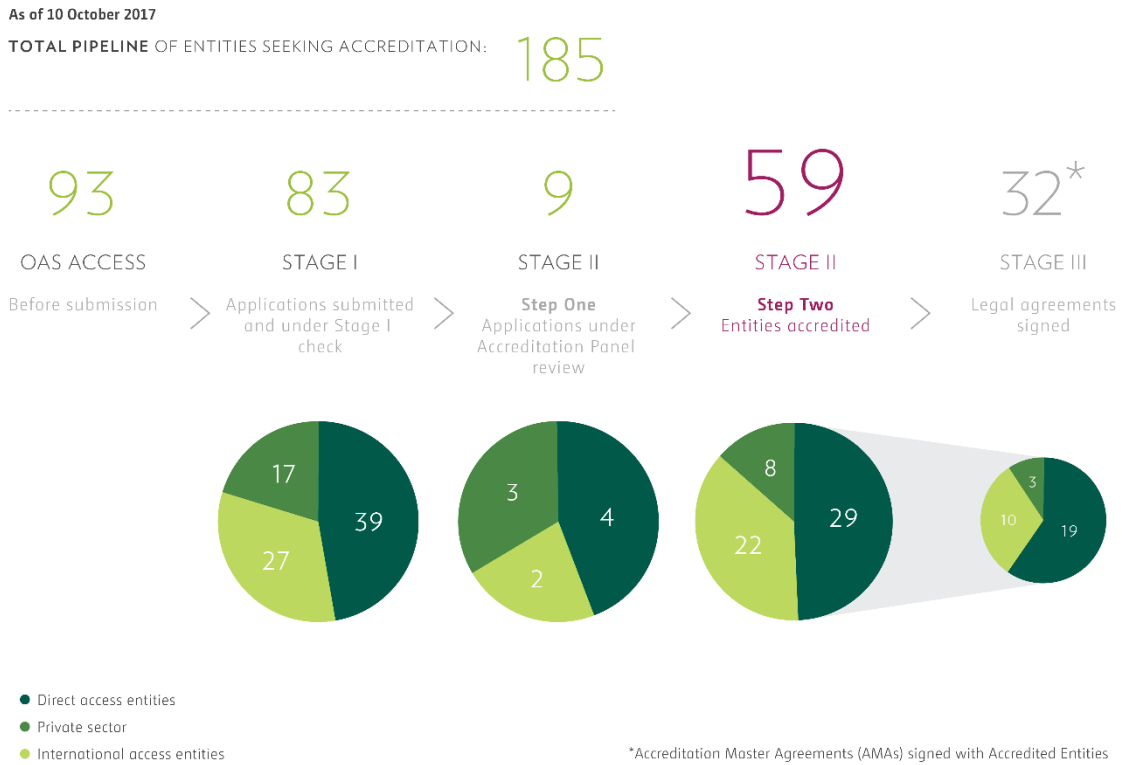 As of 10 October 2017
TOTAL PIPELINE OF ENTITIES SEEKING ACCREDITATION: 185
93
OAS ACCESS
Before submission
83
STAGE I
Applications submitted
and under Stage I
check
9
STAGE II
Step One
Applications under
Accreditation Panel
review
59
STAGE II
Step Two
Entities accredited
32*
STAGE III
Legal agreements
signed
17
39
27
3
4
2
8
29
22
3
10
19
Direct access entities
Private sector
International access entities
*Accreditation Master Agreements (AMAs) signed with Accredited Entities